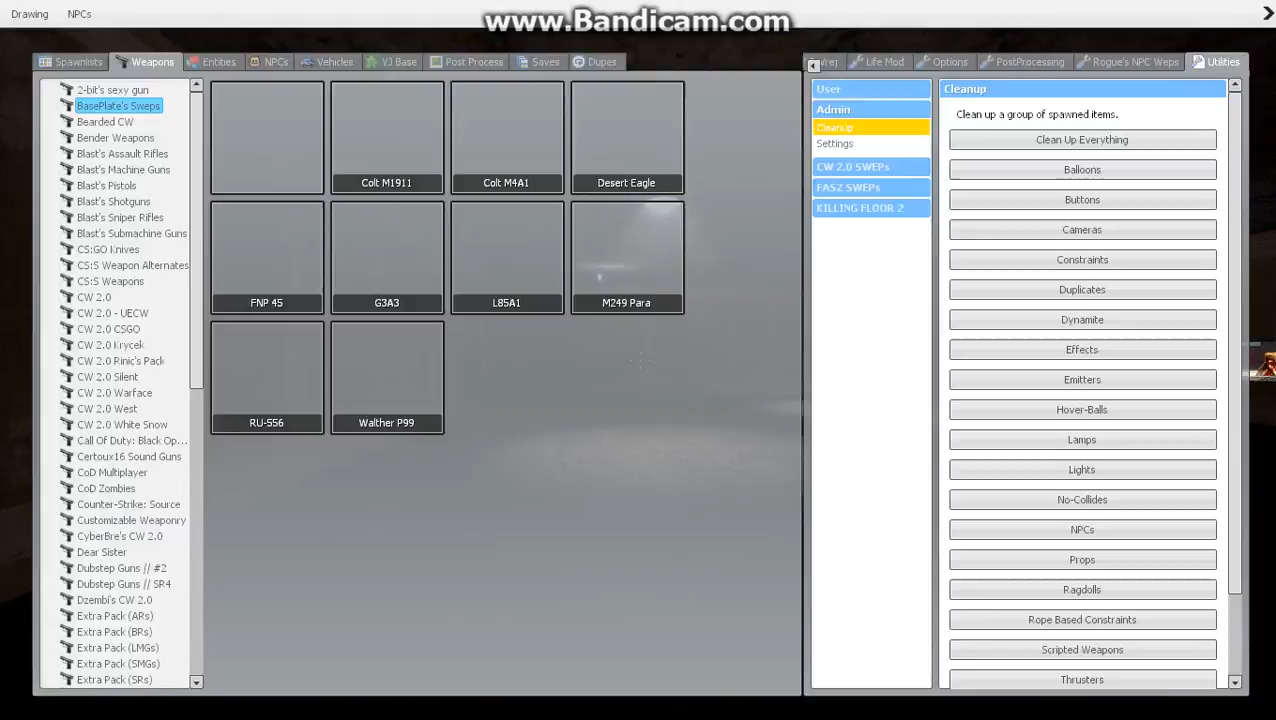 Drawing NPCs
www.Bandicam.com
Spawnlists Weapons Entities NPCs Vehicles VJ Base Post Process Saves Dupes
Life Mod Options PostProcessing Rogue's NPC Weps Utilities
2-bit's sexy gun
BasePlate's Sweps
Bearded CW
Bender Weapons
Blast's Assault Rifles
Blast's Machine Guns
Blast's Pistols
Blast's Shotguns
Blast's Sniper Rifles
Blast's Submachine Guns
CS:GO Knives
CS:S Weapon Alternates
CS:S Weapons
CW 2.0
CW 2.0 - UECW
CW 2.0 CSGO
CW 2.0 Krycek
CW 2.0 Rinic's Pack
CW 2.0 Silent
CW 2.0 Warface
CW 2.0 West
CW 2.0 White Snow
Call Of Duty: Black Op...
Certoux16 Sound Guns
CoD Multiplayer
CoD Zombies
Counter-Strike: Source
Customizable Weaponry
CyberBre's CW 2.0
Dear Sister
Dubstep Guns // #2
Dubstep Guns // SR4
Dzembi's CW 2.0
Extra Pack (ARs)
Extra Pack (BRs)
Extra Pack (LMGs)
Extra Pack (SMGs)
Extra Pack (SRs)
Colt M1911 Colt M4A1 Desert Eagle
FNP 45 G3A3 L85A1 M249 Para
RU-556 Walther P99
User
Admin
Cleanup
Settings
CW 2.0 SWEPs
FAS2 SWEPs
KILLING FLOOR 2
Cleanup
Clean up a group of spawned items.
Clean Up Everything
Balloons
Buttons
Cameras
Constraints
Duplicates
Dynamite
Effects
Emitters
Hover-Balls
Lamps
Lights
No-Collides
NPCs
Props
Ragdolls
Rope Based Constraints
Scripted Weapons
Thrusters